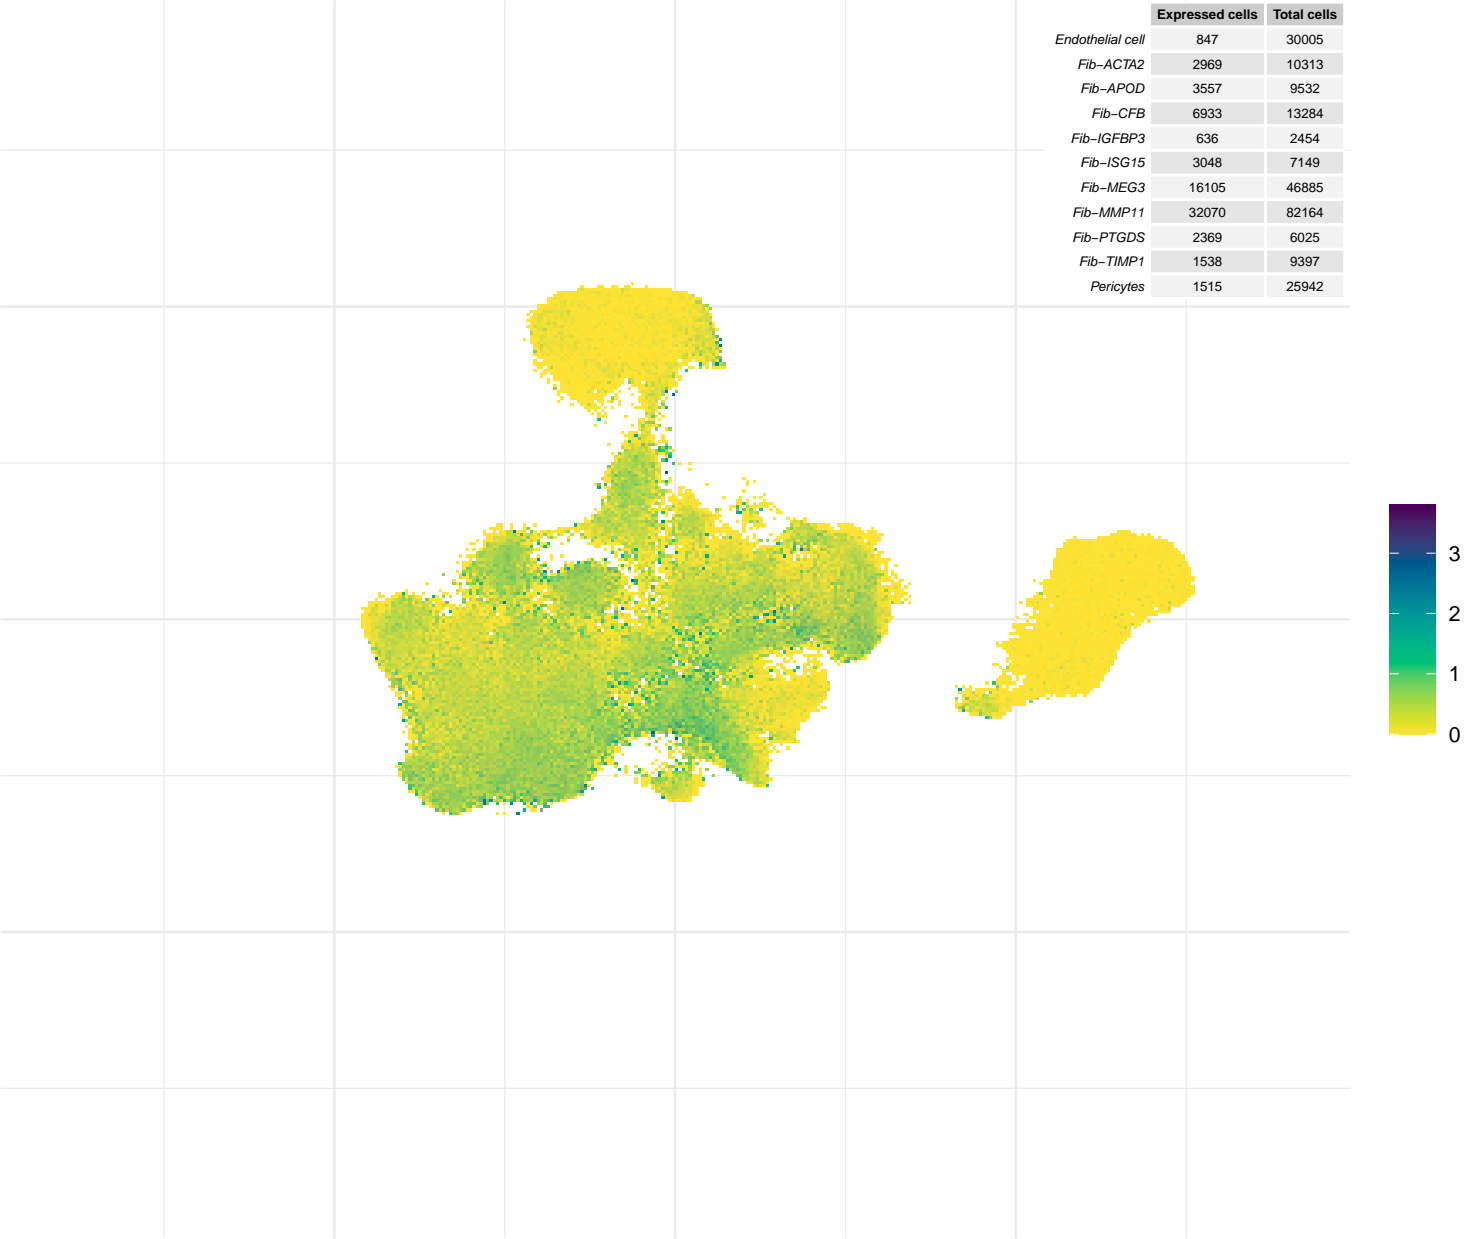 Expressed cells Total cells
Endothelial cell 847 30005
Fib−ACTA2 2969 10313
Fib−APOD 3557 9532
Fib−CFB 6933 13284
Fib−IGFBP3 636 2454
Fib−ISG15 3048 7149
Fib−MEG3 16105 46885
Fib−MMP11 32070 82164
Fib−PTGDS 2369 6025
Fib−TIMP1 1538 9397
Pericytes 1515 25942
3
2
1
0